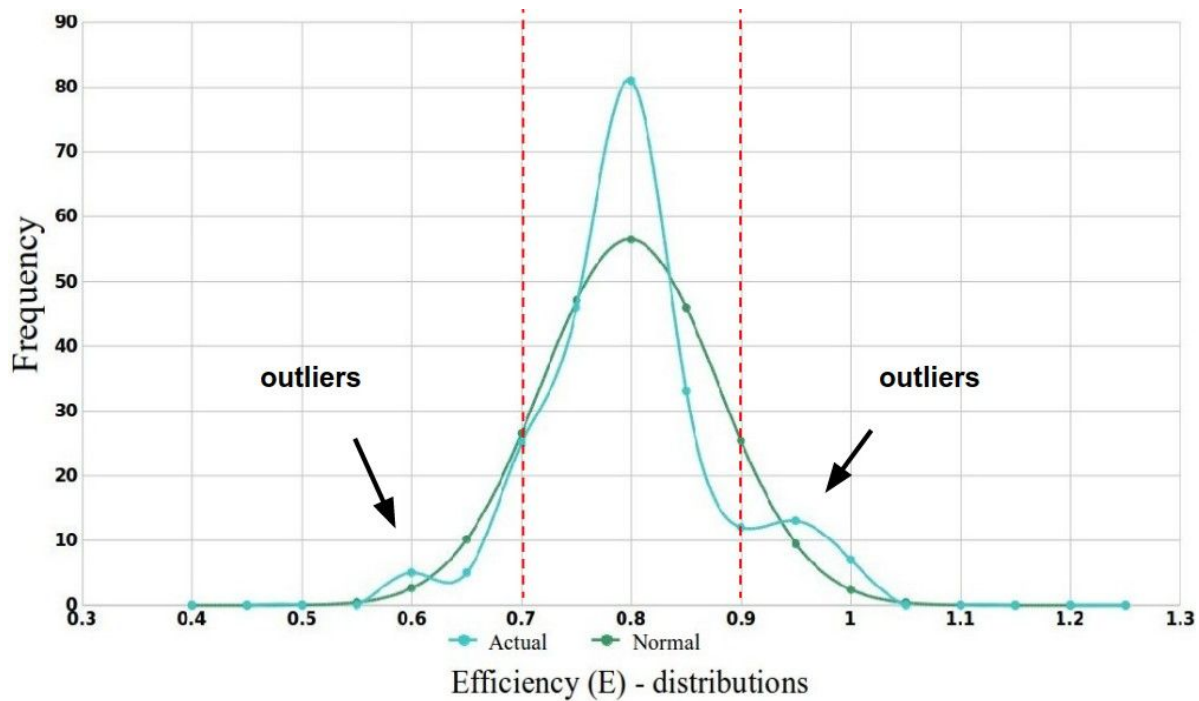 90
80
70
60
50
40
30
20
10
0
Frequency
outliers
outliers
0.3 0.4 0.5 0.6 0.7 0.8 0.9 1 1.1 1.2 1.3
Actual Normal
Efficiency (E) - distributions